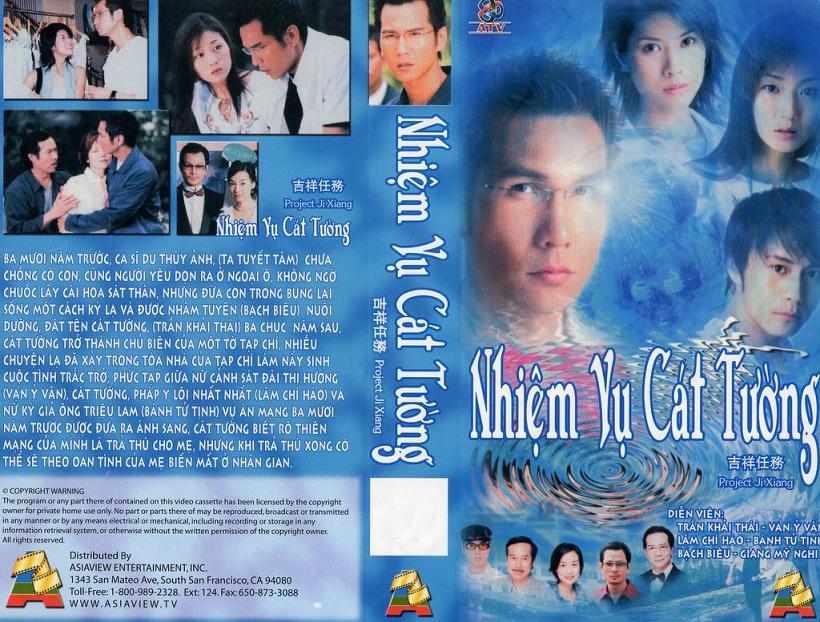 吉祥任務
Project Ji Xiang
Nhiệm Vụ Cát Tường
BA MƯƠI NĂM TRƯỚC, CA SĨ DU THÚY ẢNH, (TA TUYẾT TÂM) CHƯA
CHỒNG CÓ CON, CÙNG NGƯỜI YÊU DỌN RA Ở NGOẠI Ô, KHÔNG NGỜ
CHUỐC LẤY CÁI HỌA SÁT THÂN, NHƯNG ĐỨA CON TRONG BỤNG LẠI
SỐNG MỘT CÁCH KỲ LẠ VÀ ĐƯỢC NHÂM TUYÊN (BẠCH BIÊU) NUÔI
DƯỠNG, ĐẶT TÊN CÁT TƯỜNG, (TRẦN KHẢI THÁI) BA CHỤC NĂM SAU,
CÁT TƯỜNG TRỞ THÀNH CHỦ BIÊN CỦA MỘT TỜ TẠP CHÍ, NHIỀU
CHUYỆN LẠ ĐÃ XẢY TRONG TÒA NHÀ CỦA TẠP CHÍ LÀM NẢY SINH
CUỘC TÌNH TRẮC TRỞ, PHỨC TẠP GIỮA NỮ CẢNH SÁT ĐÀI THI HƯƠNG
(VẠN Ỷ VÂN), CÁT TƯỜNG, PHÁP Y LÔI NHẤT NHẤT (LÂM CHÍ HÀO) VÀ
NỮ KÝ GIẢ ÔNG TRIỆU LAM (BÀNH TỬ TỊNH) VỤ ÁN MẠNG BA MƯƠI
NĂM TRƯỚC ĐƯỢC ĐƯA RA ÁNH SÁNG, CÁT TƯỜNG BIẾT RÕ THIÊN
MẠNG CỦA MÌNH LÀ TRẢ THÙ CHO MẸ, NHƯNG KHI TRẢ THÙ XONG CÓ
THỂ SẼ THEO OAN TÌNH CỦA MẸ BIẾN MẤT Ở NHÂN GIAN.
© COPYRIGHT WARNING
The program or any part there of contained on this video cassette has been licensed by the copyright
owner for private home use only. No part or parts there of may be reproduced, broadcast or transmitted
in any manner or by any means electrical or mechanical, including recording or storage in any
information retrieval system, or otherwise without the written permission of the copyright owner.
All rights reserved.
Distributed By
ASIAVIEW ENTERTAINMENT, INC.
1343 San Mateo Ave, South San Francisco, CA 94080
Toll-Free: 1-800-989-2328. Ext: 124. Fax: 650-873-3088
WWW.ASIAVIEW.TV
Nhiệm Vụ Cát Tường
吉祥任務 Project Ji Xiang
ATV
Nhiệm Vụ Cát Tường
吉祥任務
Project Ji Xiang
DIỄN VIÊN:
TRẦN KHẢI THÁI - VẠN Ỷ VÂN
LÂM CHÍ HÀO - BÀNH TỬ TỊNH
BẠCH BIÊU - GIANG MỸ NGHI